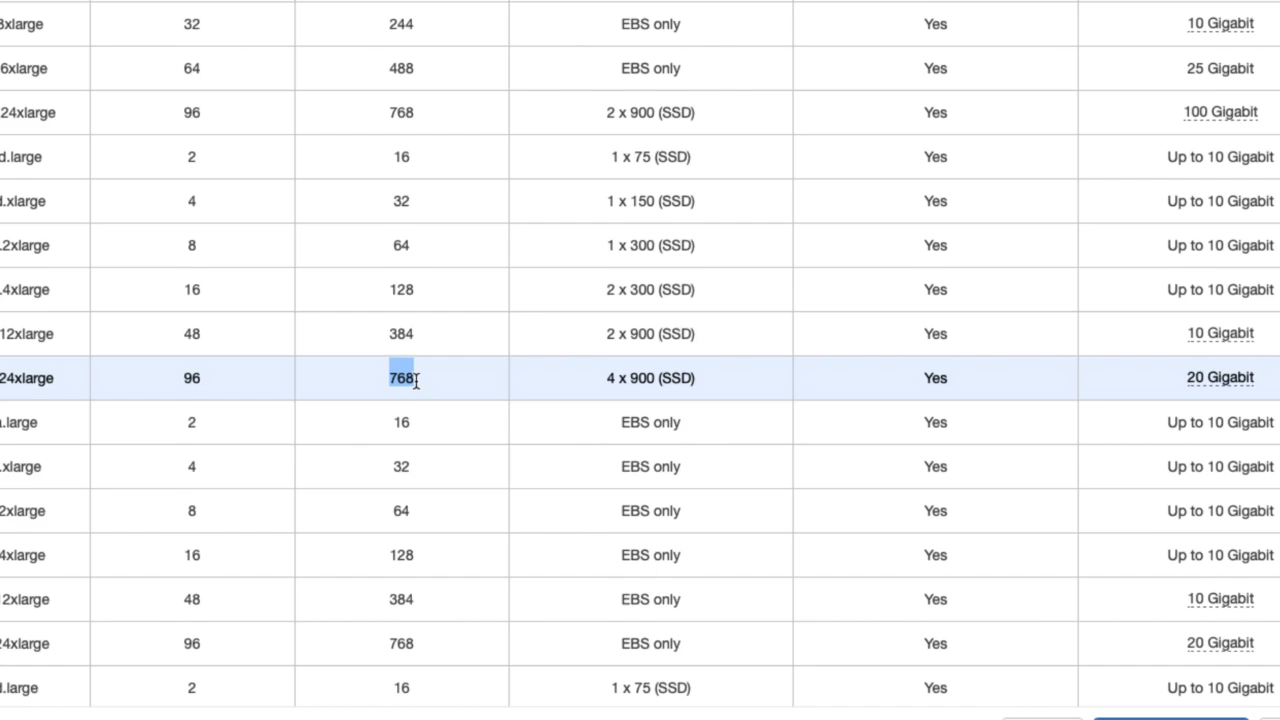 3xlarge 32 244 EBS only Yes 10 Gigabit
6xlarge 64 488 EBS only Yes 25 Gigabit
24xlarge 96 768 2 x 900 (SSD) Yes 100 Gigabit
d.large 2 16 1 x 75 (SSD) Yes Up to 10 Gigabit
d.xlarge 4 32 1 x 150 (SSD) Yes Up to 10 Gigabit
.2xlarge 8 64 1 x 300 (SSD) Yes Up to 10 Gigabit
.4xlarge 16 128 2 x 300 (SSD) Yes Up to 10 Gigabit
12xlarge 48 384 2 x 900 (SSD) Yes 10 Gigabit
24xlarge 96 768 4 x 900 (SSD) Yes 20 Gigabit
.large 2 16 EBS only Yes Up to 10 Gigabit
.xlarge 4 32 EBS only Yes Up to 10 Gigabit
2xlarge 8 64 EBS only Yes Up to 10 Gigabit
4xlarge 16 128 EBS only Yes Up to 10 Gigabit
12xlarge 48 384 EBS only Yes 10 Gigabit
24xlarge 96 768 EBS only Yes 20 Gigabit
.large 2 16 1 x 75 (SSD) Yes Up to 10 Gigabit